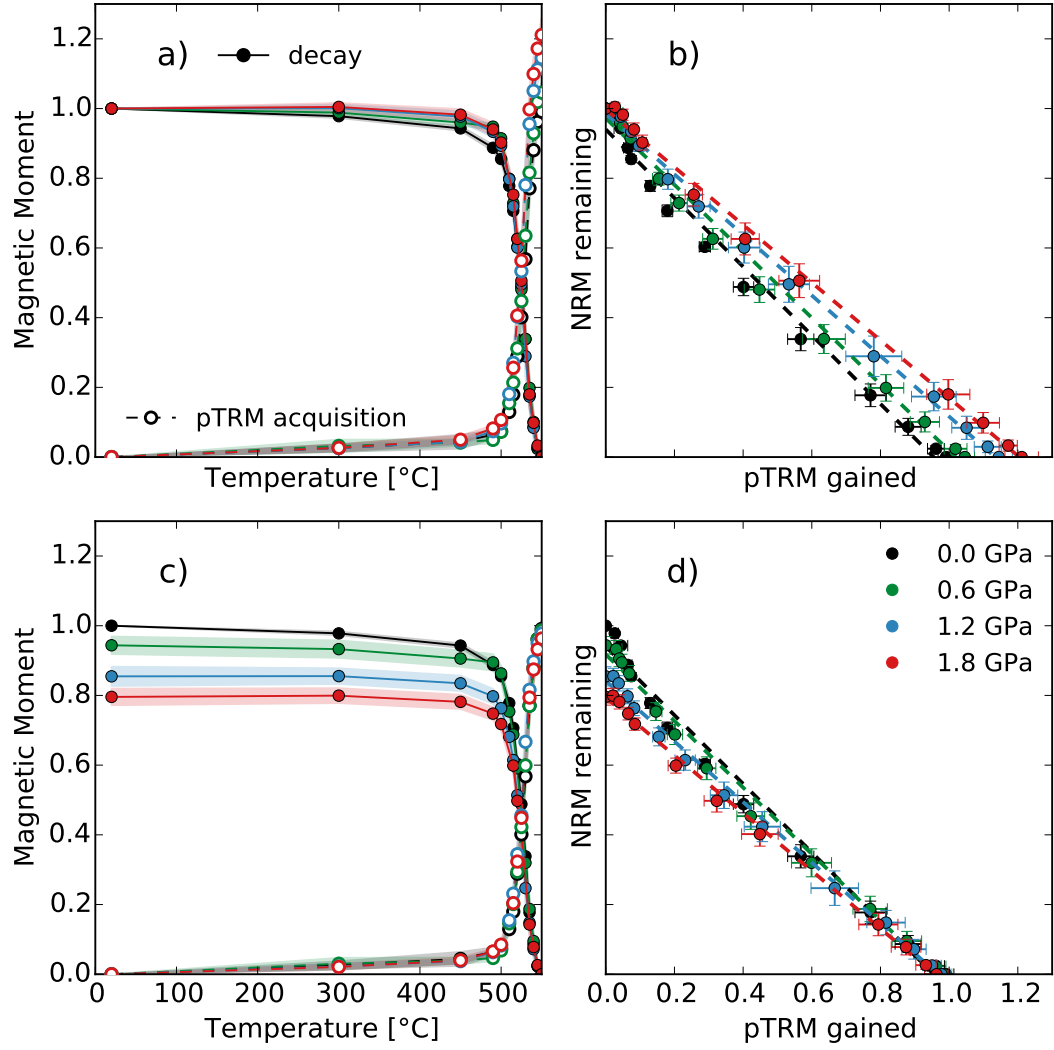 a)
decay
pTRM acquisition
Magnetic Moment
0.0
0.2
0.4
0.6
0.8
1.0
1.2
Temperature [°C]
b)
NRM remaining
pTRM gained
c)
Magnetic Moment
0.0
0.2
0.4
0.6
0.8
1.0
1.2
0 100 200 300 400 500
Temperature [°C]
d)
0.0 GPa
0.6 GPa
1.2 GPa
1.8 GPa
NRM remaining
0.0 0.2 0.4 0.6 0.8 1.0 1.2
pTRM gained